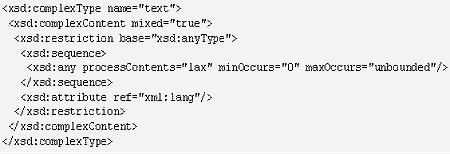 <xsd:complexType name="text">
<xsd:complexContent mixed="true">
<xsd:restriction base="xsd:anyType">
<xsd:sequence>
<xsd:any processContents="lax" minOccurs="0" maxOccurs="unbounded"/>
</xsd:sequence>
<xsd:attribute ref="xml:lang"/>
</xsd:restriction>
</xsd:complexContent>
</xsd:complexType>